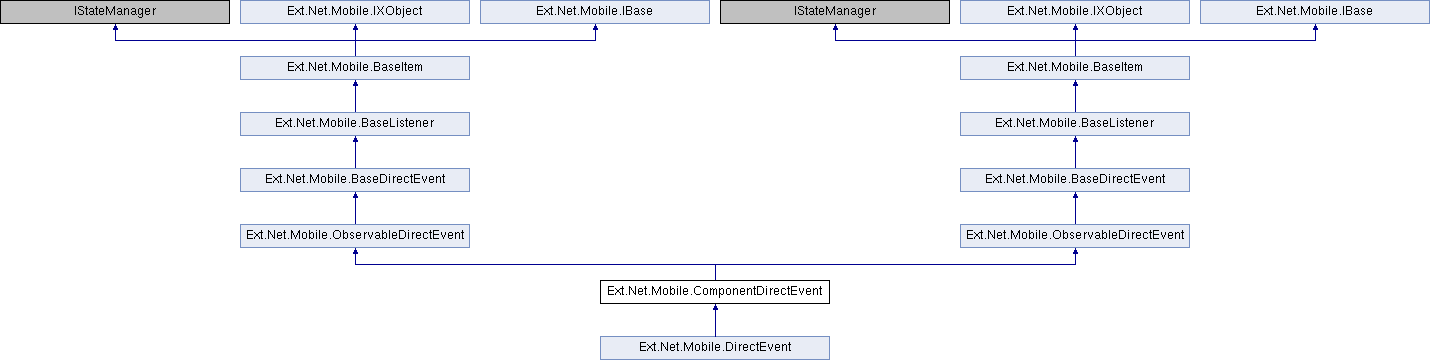 IStateManager
Ext.Net.Mobile.IXObject
Ext.Net.Mobile.IBase
IStateManager
Ext.Net.Mobile.IXObject
Ext.Net.Mobile.IBase
Ext.Net.Mobile.BaseItem
Ext.Net.Mobile.BaseItem
Ext.Net.Mobile.BaseListener
Ext.Net.Mobile.BaseListener
Ext.Net.Mobile.BaseDirectEvent
Ext.Net.Mobile.BaseDirectEvent
Ext.Net.Mobile.ObservableDirectEvent
Ext.Net.Mobile.ObservableDirectEvent
Ext.Net.Mobile.ComponentDirectEvent
Ext.Net.Mobile.DirectEvent